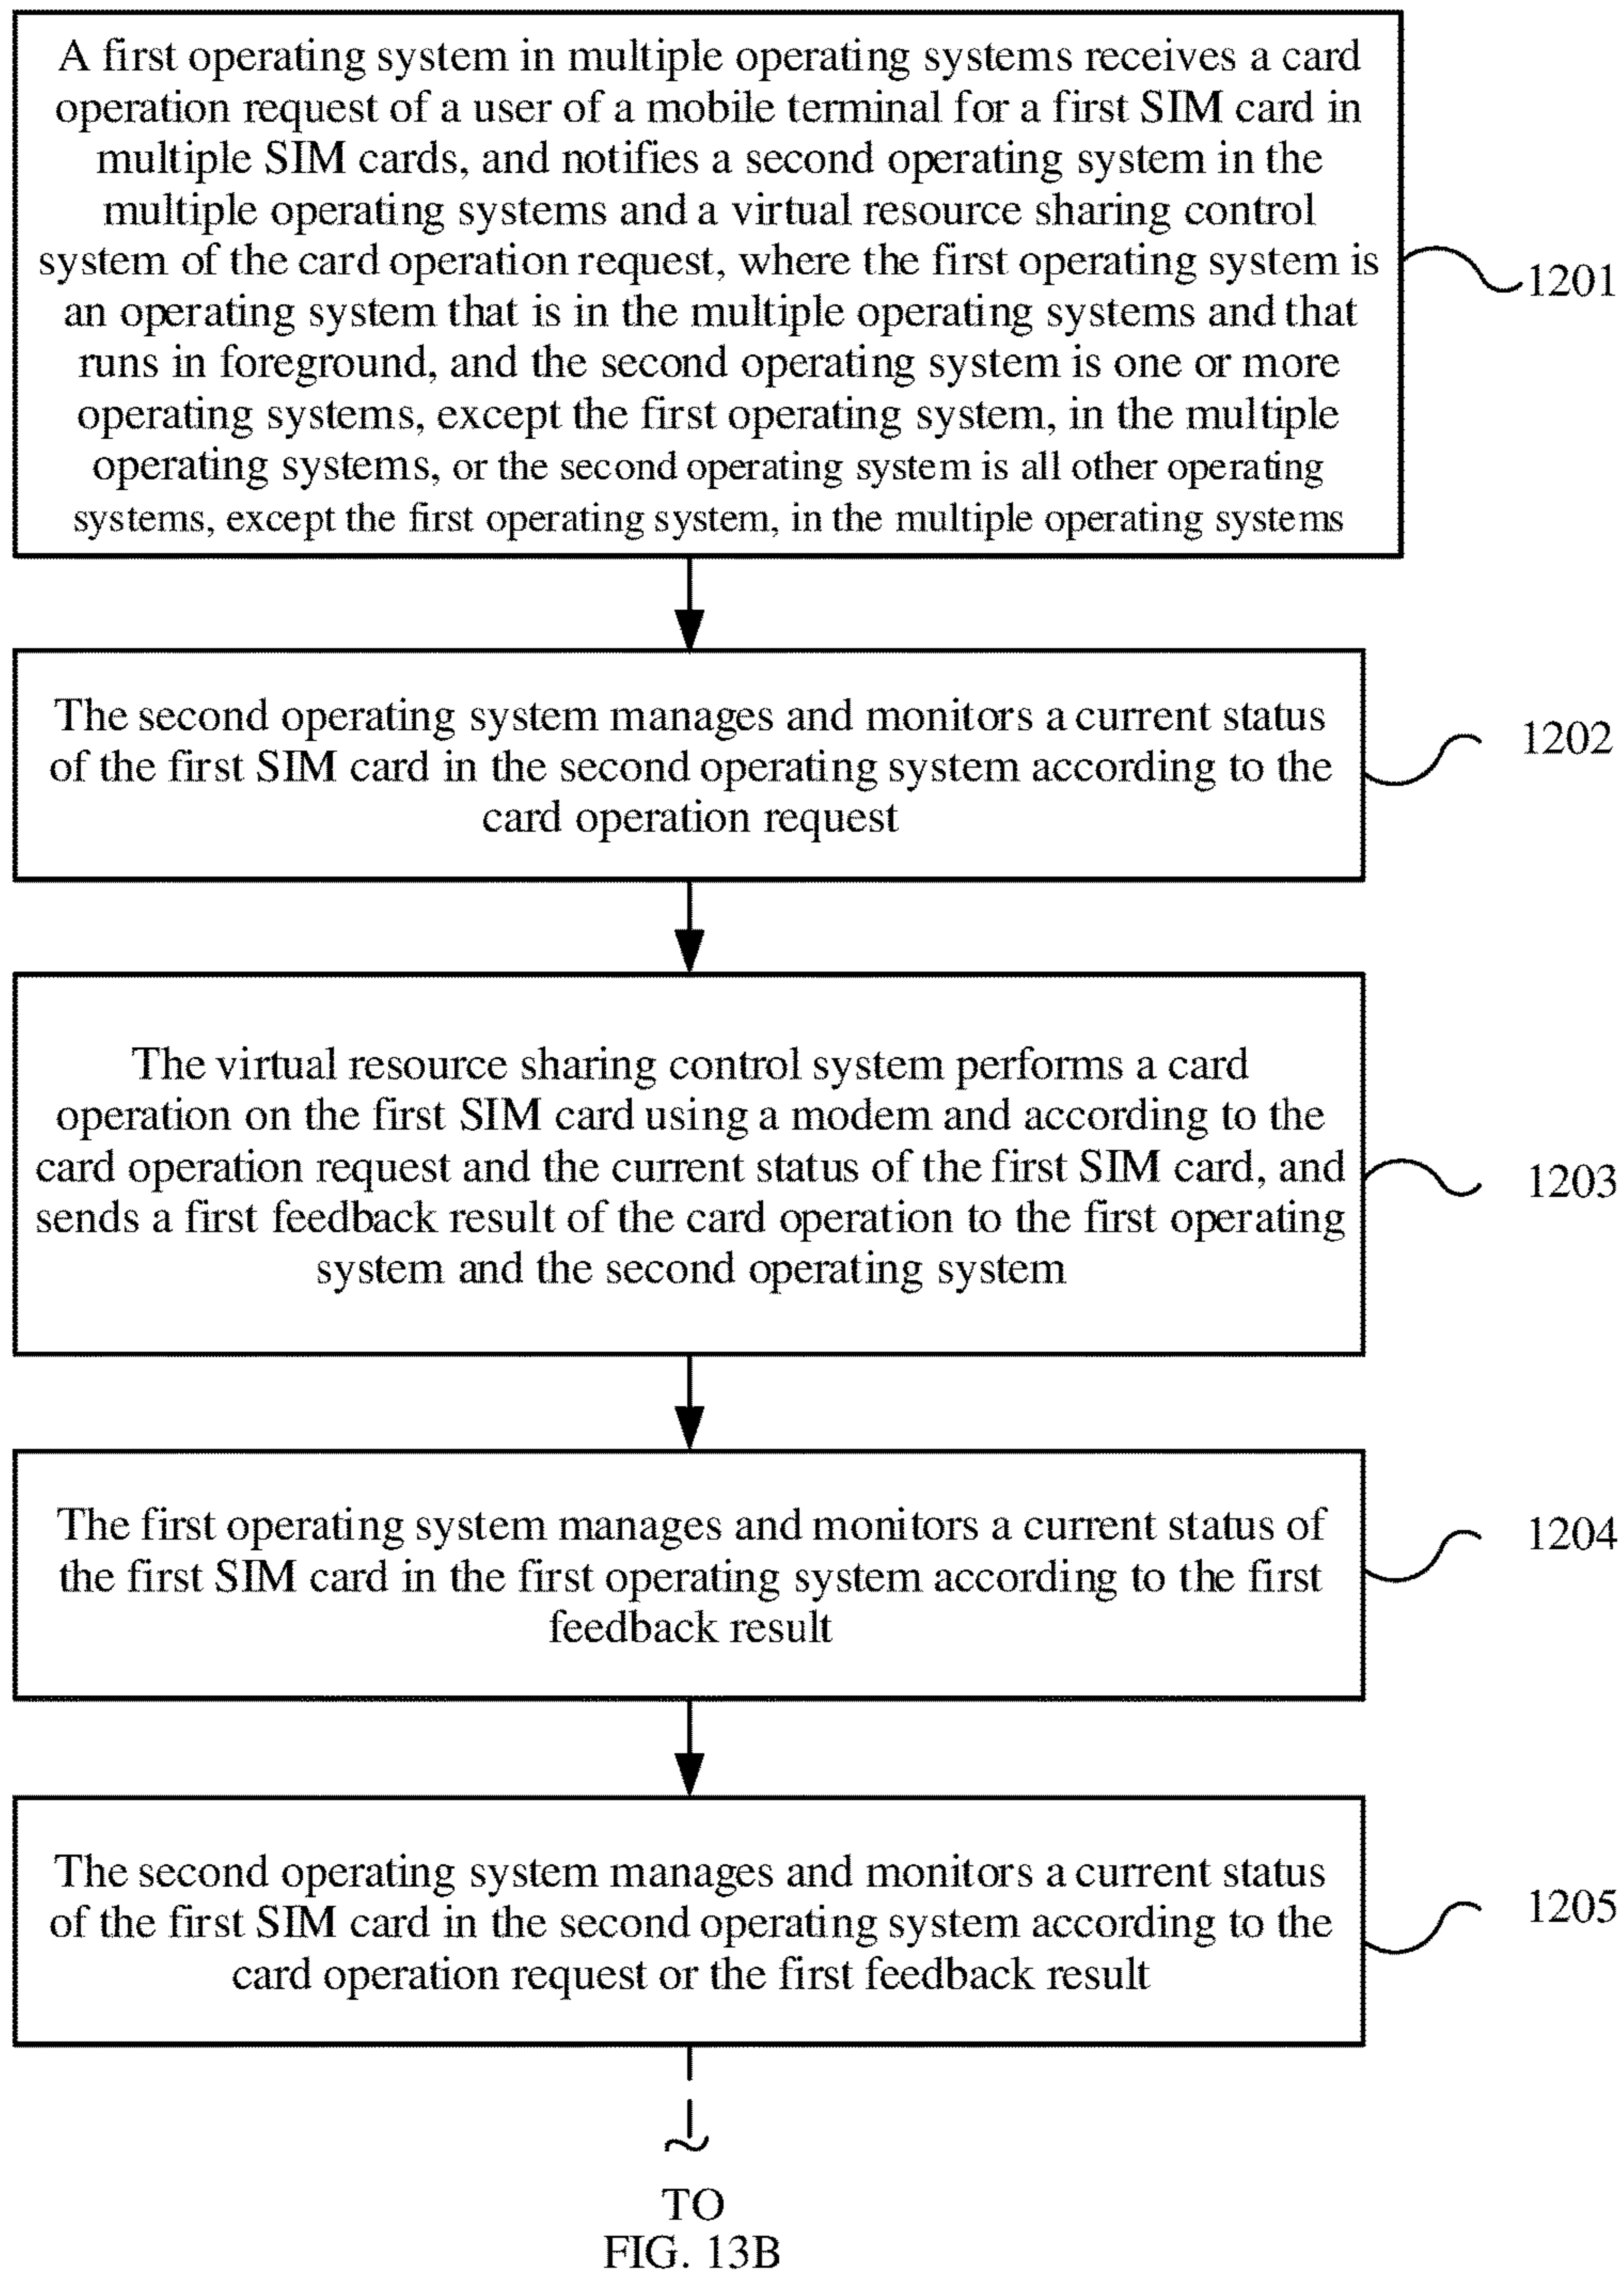 A first operating system in multiple operating systems receives a card
operation request of a user of a mobile terminal for a first SIM card in
multiple SIM cards, and notifies a second operating system in the
multiple operating systems and a virtual resource sharing control
system of the card operation request, where the first operating system is
an operating system that is in the multiple operating systems and that
runs in foreground, and the second operating system is one or more
operating systems, except the first operating system, in the multiple
operating systems, or the second operating system is all other operating
systems, except the first operating system, in the multiple operating systems
1201
The second operating system manages and monitors a current status
of the first SIM card in the second operating system according to the
card operation request
1202
The virtual resource sharing control system performs a card
operation on the first SIM card using a modem and according to the
card operation request and the current status of the first SIM card, and
sends a first feedback result of the card operation to the first operating
system and the second operating system
1203
The first operating system manages and monitors a current status of
the first SIM card in the first operating system according to the first
feedback result
1204
The second operating system manages and monitors a current status
of the first SIM card in the second operating system according to the
card operation request or the first feedback result
1205
TO
FIG. 13B